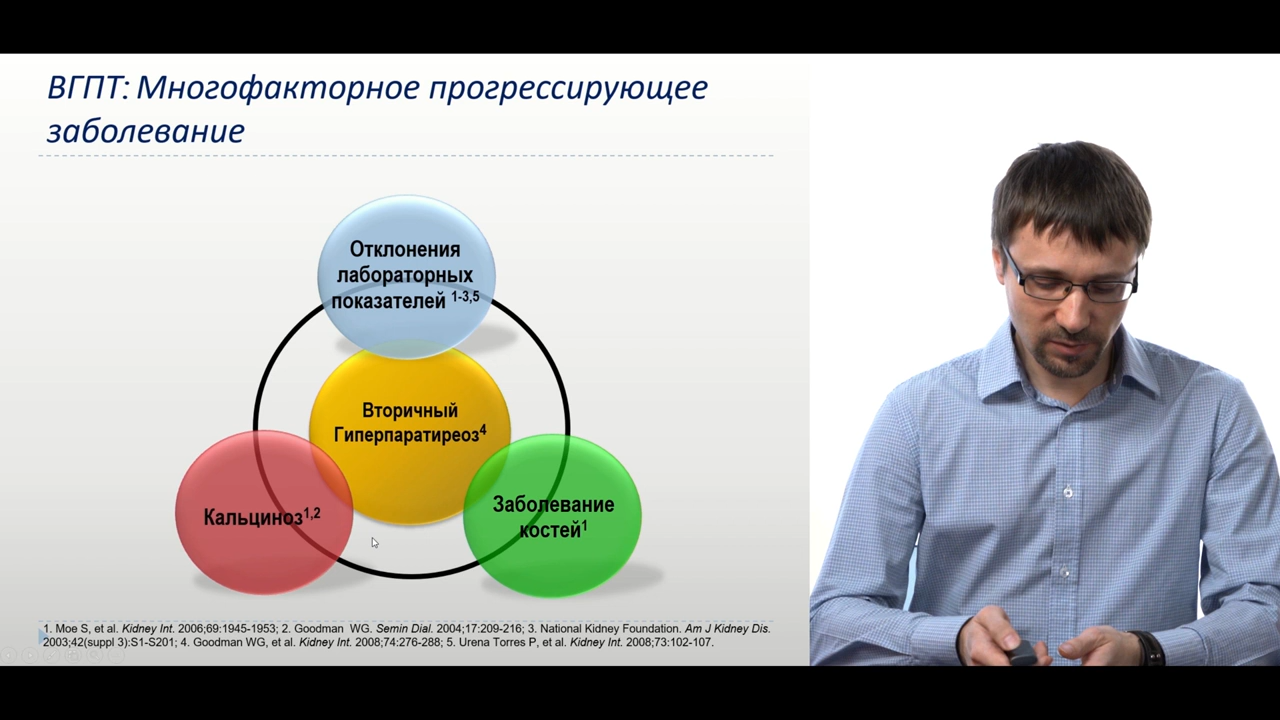 ВГПТ: Многофакторное прогрессирующее
заболевание
Отклонения
лабораторных
показателей 1-3,5
Вторичный
Гиперпаратиреоз4
Кальциноз1,2
Заболевание
костей1
1. Moe S, et al. Kidney Int. 2006;69:1945-1953; 2. Goodman WG. Semin Dial. 2004;17:209-216; 3. National Kidney Foundation. Am J Kidney Dis.
2003;42(suppl 3):S1-S201; 4. Goodman WG, et al. Kidney Int. 2008;74:276-288; 5. Urena Torres P, et al. Kidney Int. 2008;73:102-107.